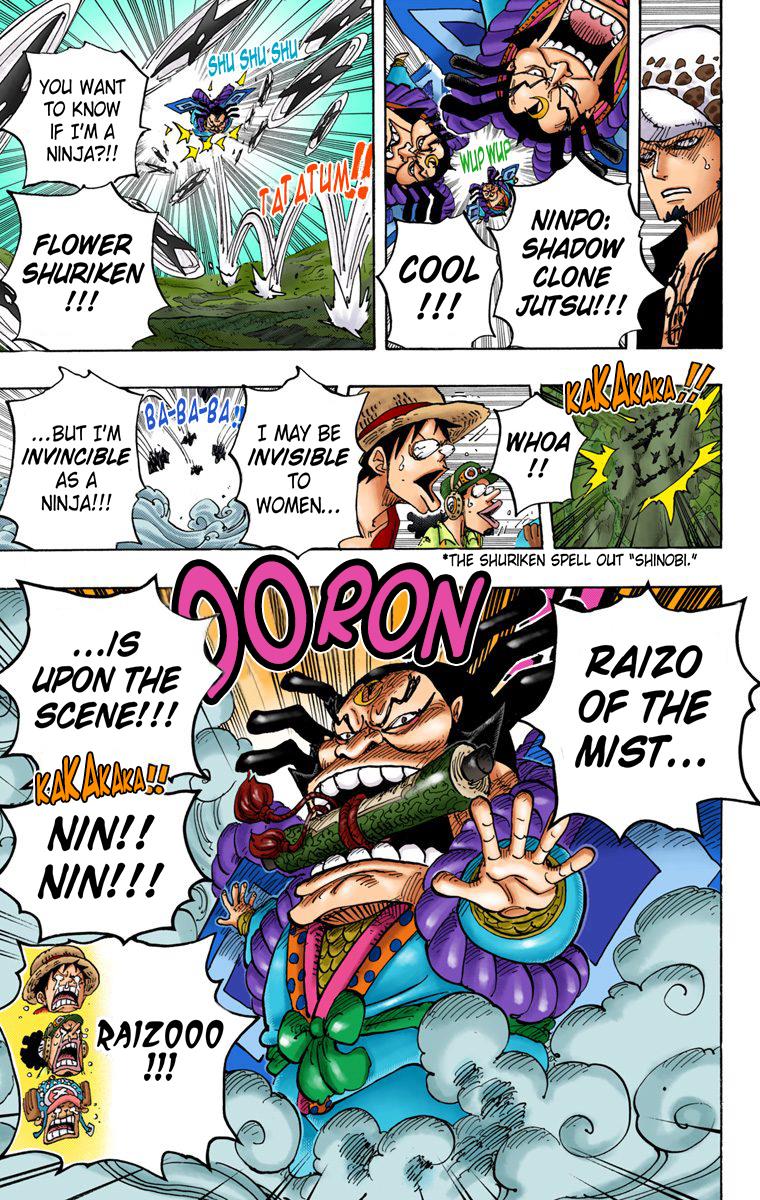 NINPO:
SHADOW
CLONE
JUTSU!!!
WUP WUP
COOL
!!!
SHU SHU SHU
YOU WANT
TO KNOW
IF I'M A
NINJA?!!
TATATUM!!
FLOWER
SHURIKEN
!!!
KAKAKAKA!!
WHOA
!!
*THE SHURIKEN SPELL OUT "SHINOBI."
I MAY BE
INVISIBLE
TO
WOMEN...
BA-BA-BA!!
...BUT I'M
INVINCIBLE
AS A
NINJA!!!
RAIZO
OF THE
MIST...
DORON
...IS
UPON THE
SCENE!!!
KAKAKAKA!!
NIN!!
NIN!!!
RAIZOOO
!!!